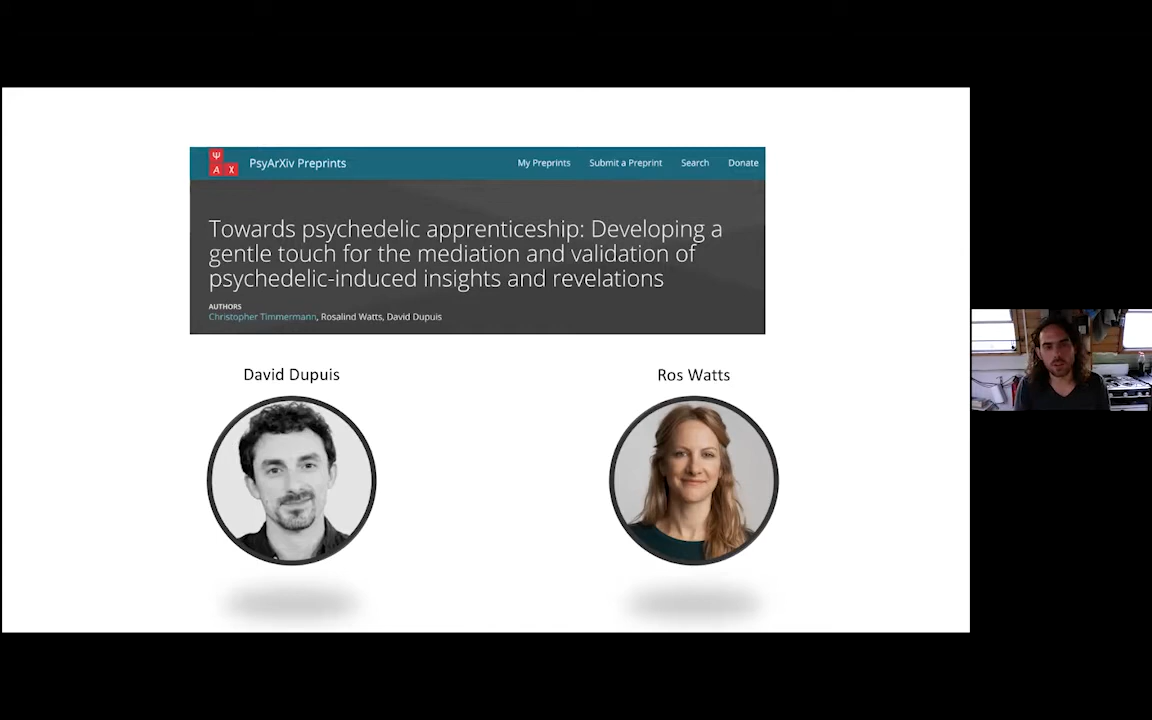 Ψ
A X
PsyArXiv Preprints
My Preprints
Submit a Preprint
Search
Donate
Towards psychedelic apprenticeship: Developing a
gentle touch for the mediation and validation of
psychedelic-induced insights and revelations
AUTHORS
Christopher Timmermann, Rosalind Watts, David Dupuis
David Dupuis
Ros Watts